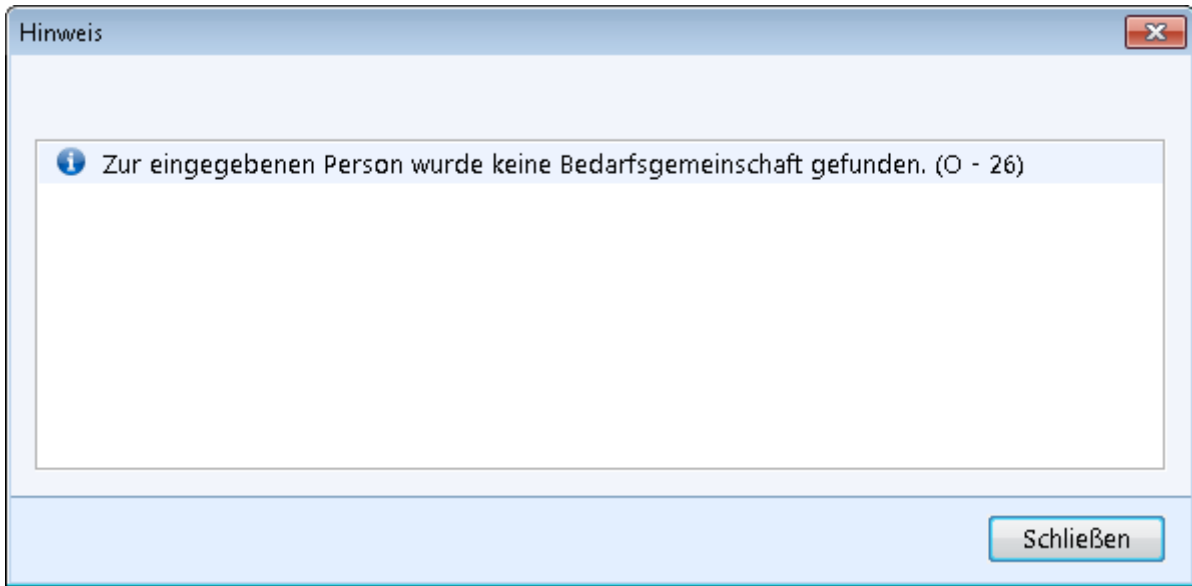 Hinweis
Zur eingegebenen Person wurde keine Bedarfsgemeinschaft gefunden. (O - 26)
Schließen